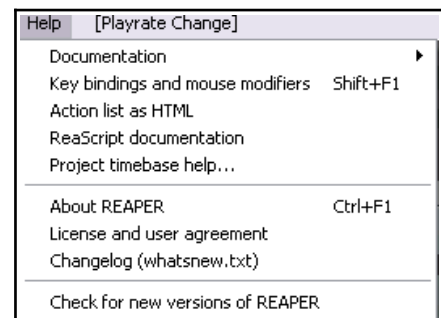 Help [Playrate Change]
Documentation
Key bindings and mouse modifiers Shift+F1
Action list as HTML
ReaScript documentation
Project timebase help...
About REAPER Ctrl+F1
License and user agreement
Changelog (whatsnew.txt)
Check for new versions of REAPER